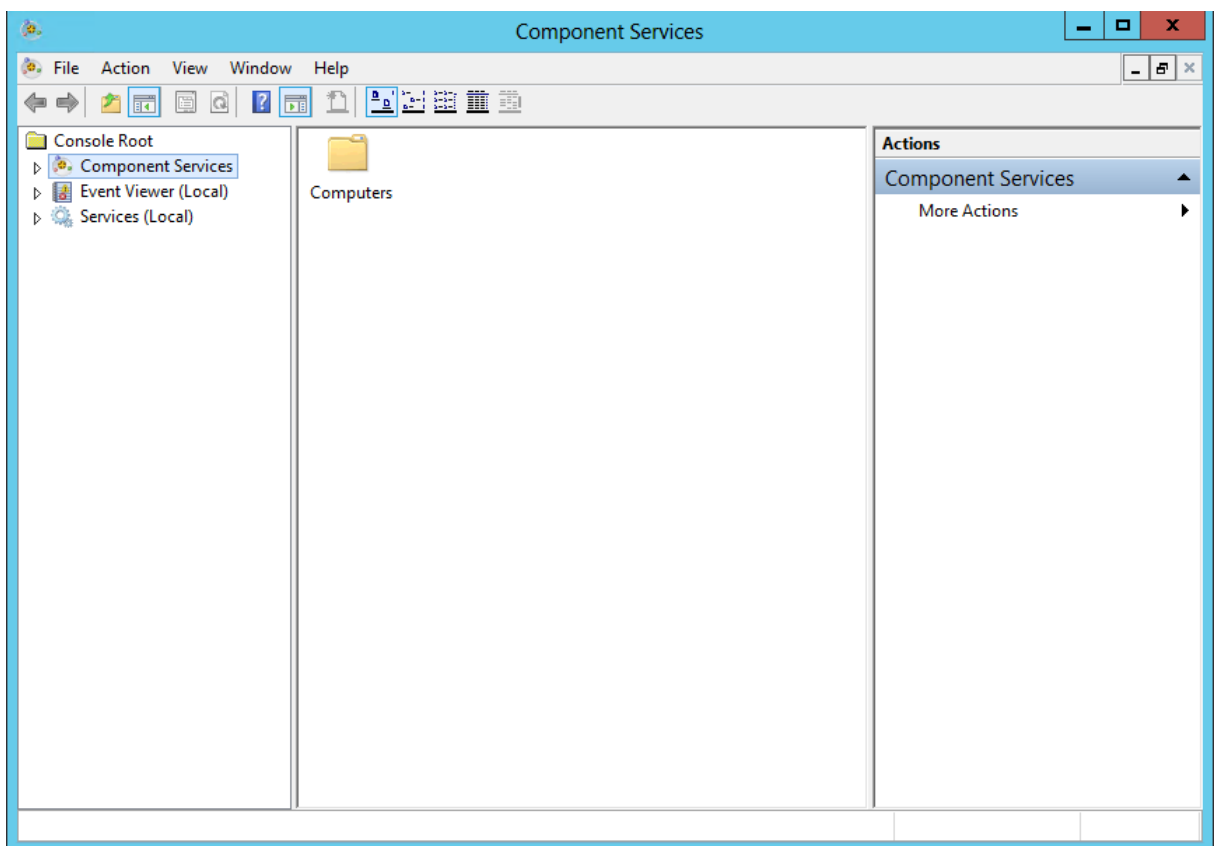 Component Services
File Action View Window Help
Console Root
Component Services
Event Viewer (Local)
Services (Local)
Computers
Actions
Component Services
More Actions